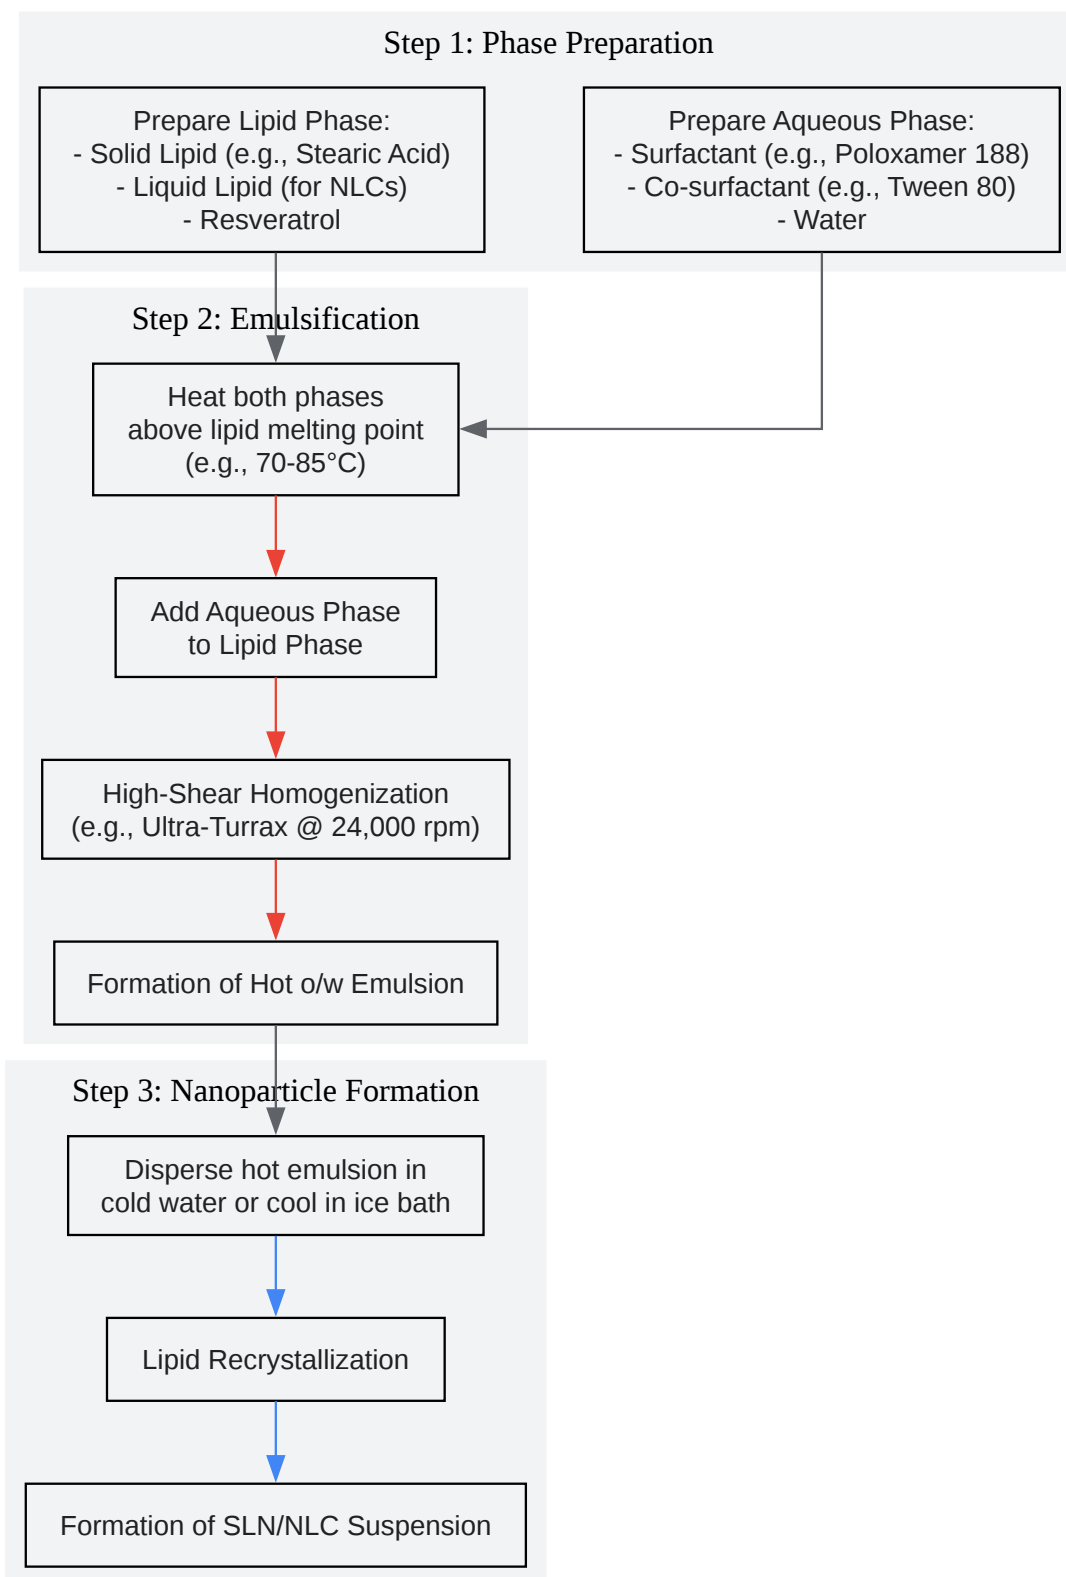 Step 1: Phase Preparation
Prepare Lipid Phase:
- Solid Lipid (e.g., Stearic Acid)
- Liquid Lipid (for NLCs)
- Resveratrol
Prepare Aqueous Phase:
- Surfactant (e.g., Poloxamer 188)
- Co-surfactant (e.g., Tween 80)
- Water
Step 2: Emulsification
Heat both phases
above lipid melting point
(e.g., 70-85°C)
Add Aqueous Phase
to Lipid Phase
High-Shear Homogenization
(e.g., Ultra-Turrax @ 24,000 rpm)
Formation of Hot o/w Emulsion
Step 3: Nanoparticle Formation
Disperse hot emulsion in
cold water or cool in ice bath
Lipid Recrystallization
Formation of SLN/NLC Suspension